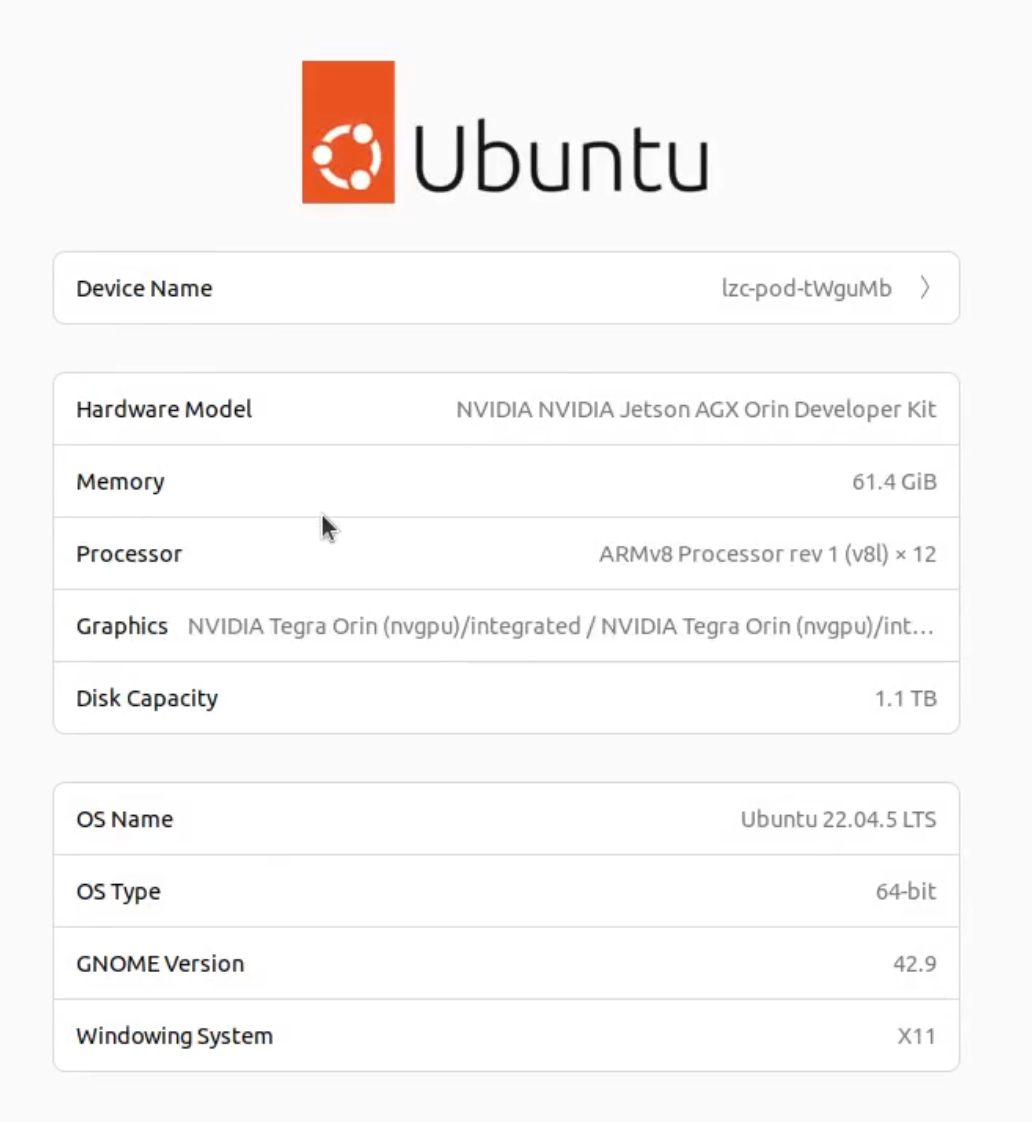 Ubuntu
Device Name lzc-pod-tWguMb
Hardware Model NVIDIA NVIDIA Jetson AGX Orin Developer Kit
Memory 61.4 GiB
Processor ARMv8 Processor rev 1 (v8l) × 12
Graphics NVIDIA Tegra Orin (nvgpu)/integrated / NVIDIA Tegra Orin (nvgpu)/int…
Disk Capacity 1.1 TB
OS Name Ubuntu 22.04.5 LTS
OS Type 64-bit
GNOME Version 42.9
Windowing System X11